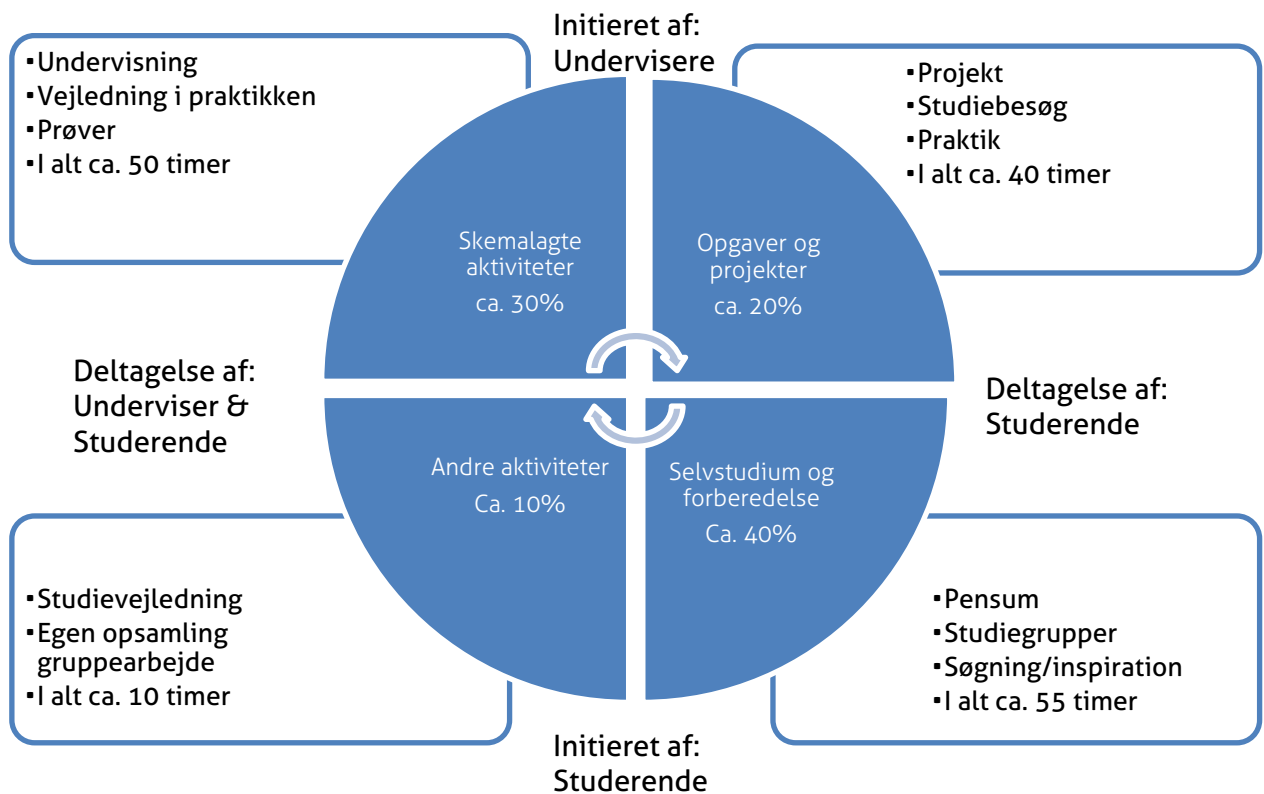 Initieret af:
Undervisere
▪Undervisning
▪Vejledning i praktikken
▪Prøver
▪I alt ca. 50 timer
▪Projekt
▪Studiebesøg
▪Praktik
▪I alt ca. 40 timer
Skemalagte
aktiviteter
ca. 30%
Opgaver og
projekter
ca. 20%
Deltagelse af:
Underviser &
Studerende
Deltagelse af:
Studerende
Andre aktiviteter
Ca. 10%
Selvstudium og
forberedelse
Ca. 40%
▪Studievejledning
▪Egen opsamling
gruppearbejde
▪I alt ca. 10 timer
▪Pensum
▪Studiegrupper
▪Søgning/inspiration
▪I alt ca. 55 timer
Initieret af:
Studerende